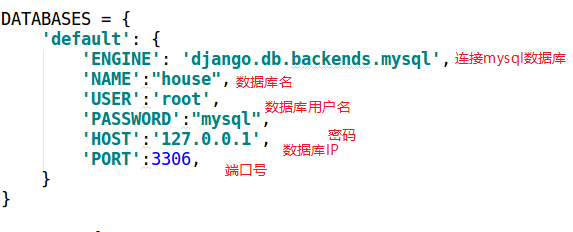 DATABASES = {
    'default': {
        'ENGINE': 'django.db.backends.mysql', 连接mysql数据库
        'NAME':"house", 数据库名
        'USER':'root', 数据库用户名
        'PASSWORD':"mysql",
        'HOST':'127.0.0.1', 密码
数据库IP
        'PORT':3306, 端口号
    }
}